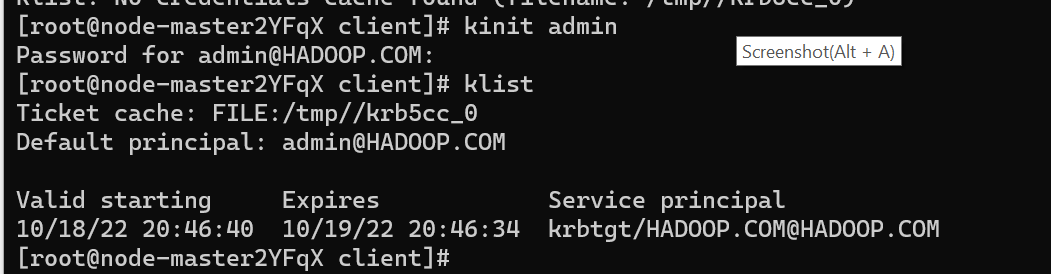 klist: No credentials cache found (filename: /tmp//krb5cc_0)
[root@node-master2YFqX client]# kinit admin
Password for admin@HADOOP.COM:
Screenshot(Alt + A)
[root@node-master2YFqX client]# klist
Ticket cache: FILE:/tmp//krb5cc_0
Default principal: admin@HADOOP.COM
Valid starting Expires Service principal
10/18/22 20:46:40 10/19/22 20:46:34 krbtgt/HADOOP.COM@HADOOP.COM
[root@node-master2YFqX client]#